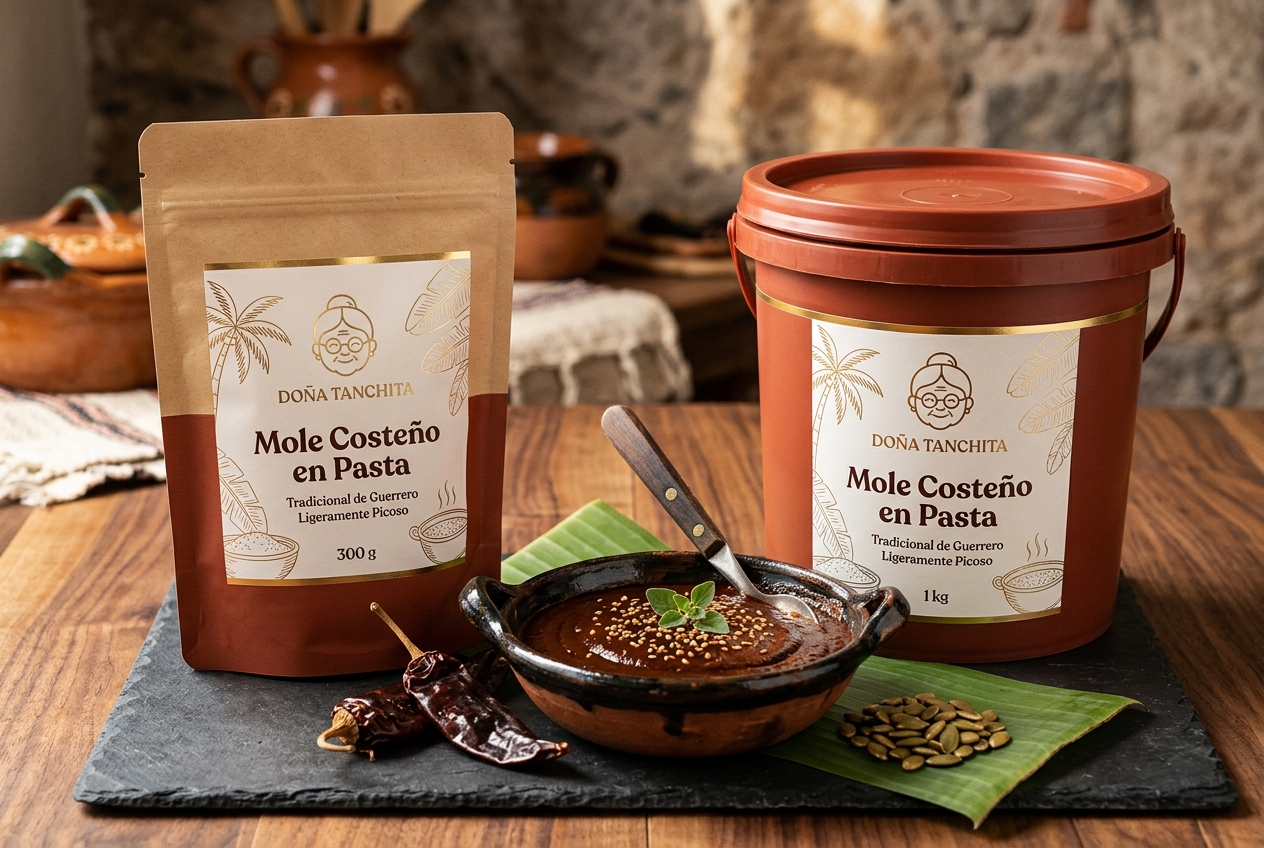 DOÑA TANCHITA
Mole Costeño
en Pasta
Tradicional de Guerrero
Ligeramente Picoso
300 g
DOÑA TANCHITA
Mole Costeño
en Pasta
Tradicional de Guerrero
Ligeramente Picoso
1 kg